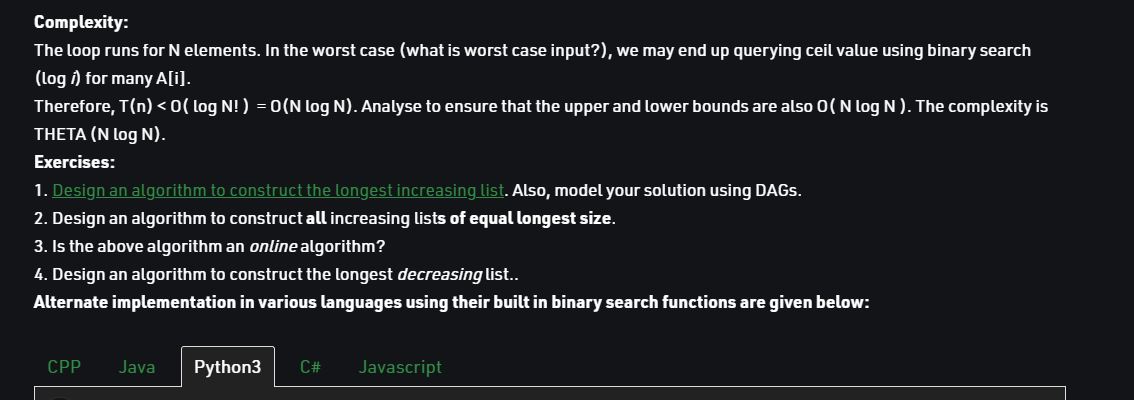 Complexity:
The loop runs for N elements. In the worst case (what is worst case input?), we may end up querying ceil value using binary search
(log i) for many A[i].
Therefore, T(n) < O( log N! ) = O(N log N). Analyse to ensure that the upper and lower bounds are also O( N log N ). The complexity is
THETA (N log N).
Exercises:
1. Design an algorithm to construct the longest increasing list. Also, model your solution using DAGs.
2. Design an algorithm to construct all increasing lists of equal longest size.
3. Is the above algorithm an online algorithm?
4. Design an algorithm to construct the longest decreasing list..
Alternate implementation in various languages using their built in binary search functions are given below:
CPP Java Python3 C# Javascript